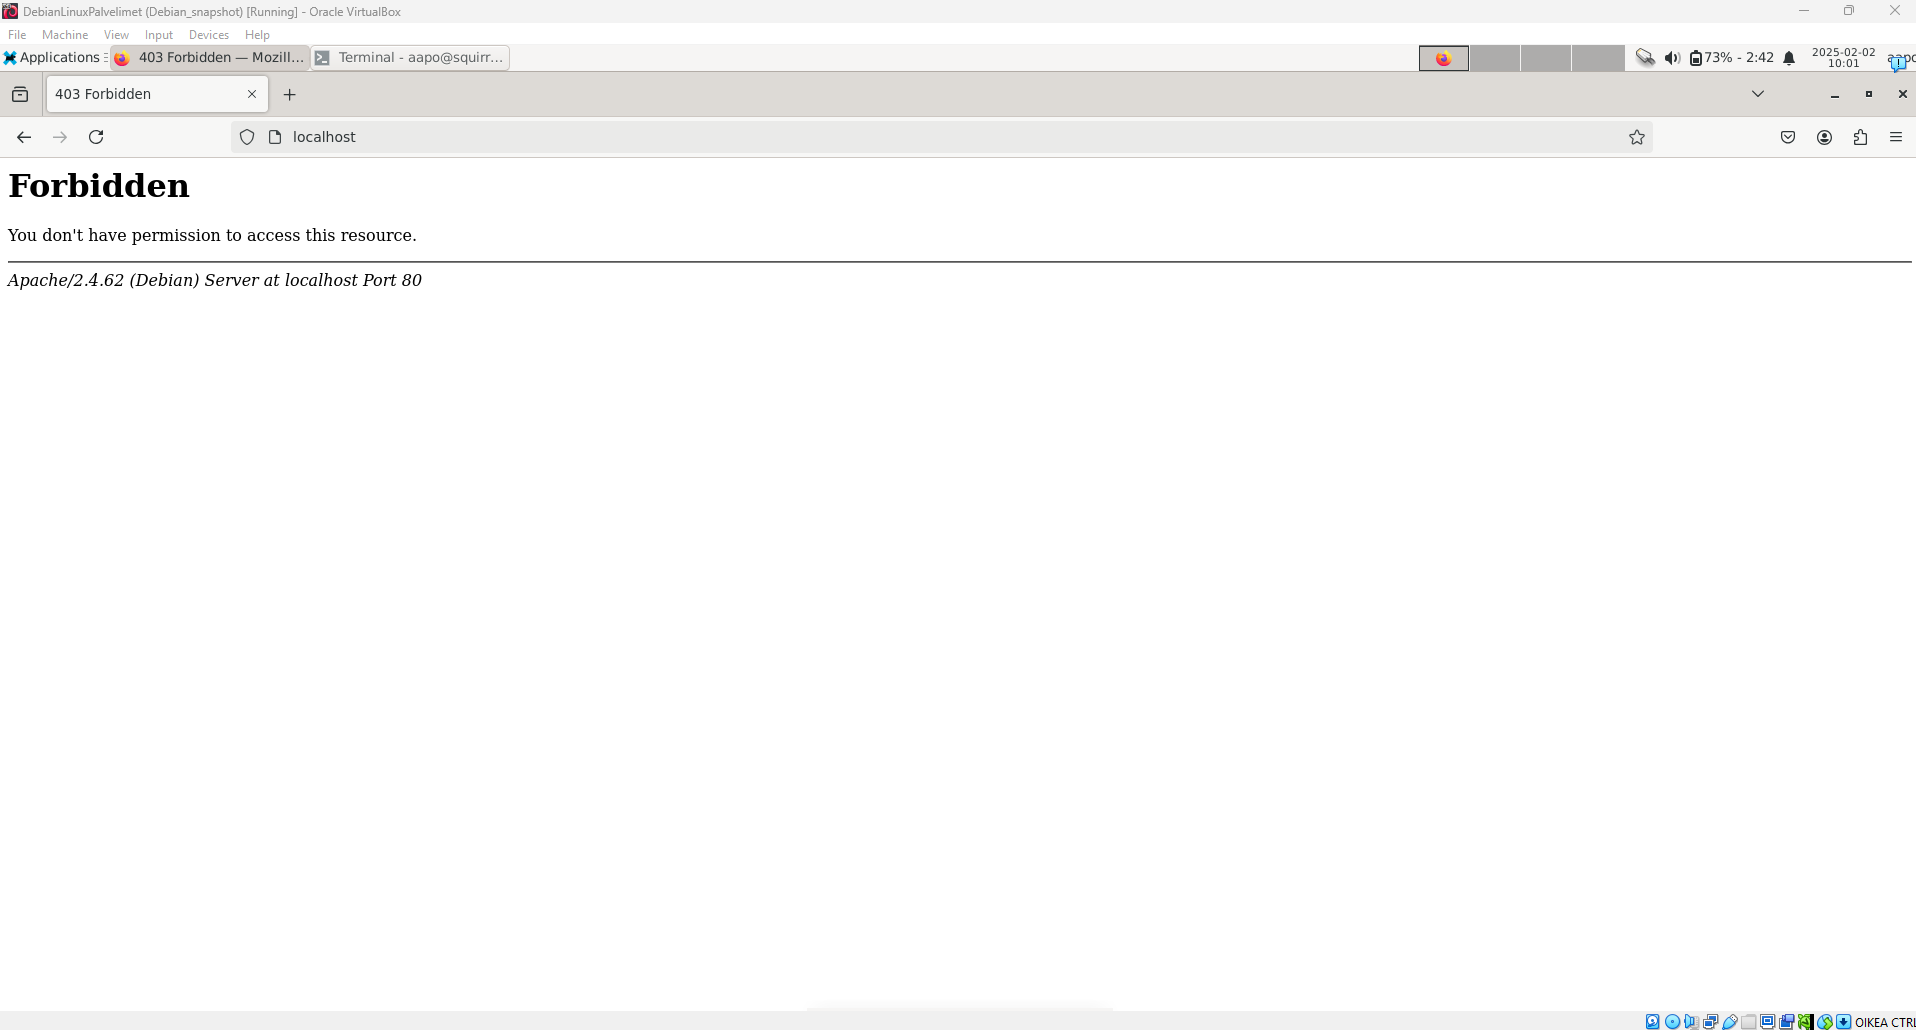 DebianLinuxPalvelimet (Debian_snapshot) [Running] - Oracle VirtualBox
File Machine View Input Devices Help
Applications 403 Forbidden — Mozill... Terminal - aapo@squirr... 73% - 2:42 2025-02-02
10:01
403 Forbidden
localhost
Forbidden
You don't have permission to access this resource.
Apache/2.4.62 (Debian) Server at localhost Port 80
OIKEA CTRL